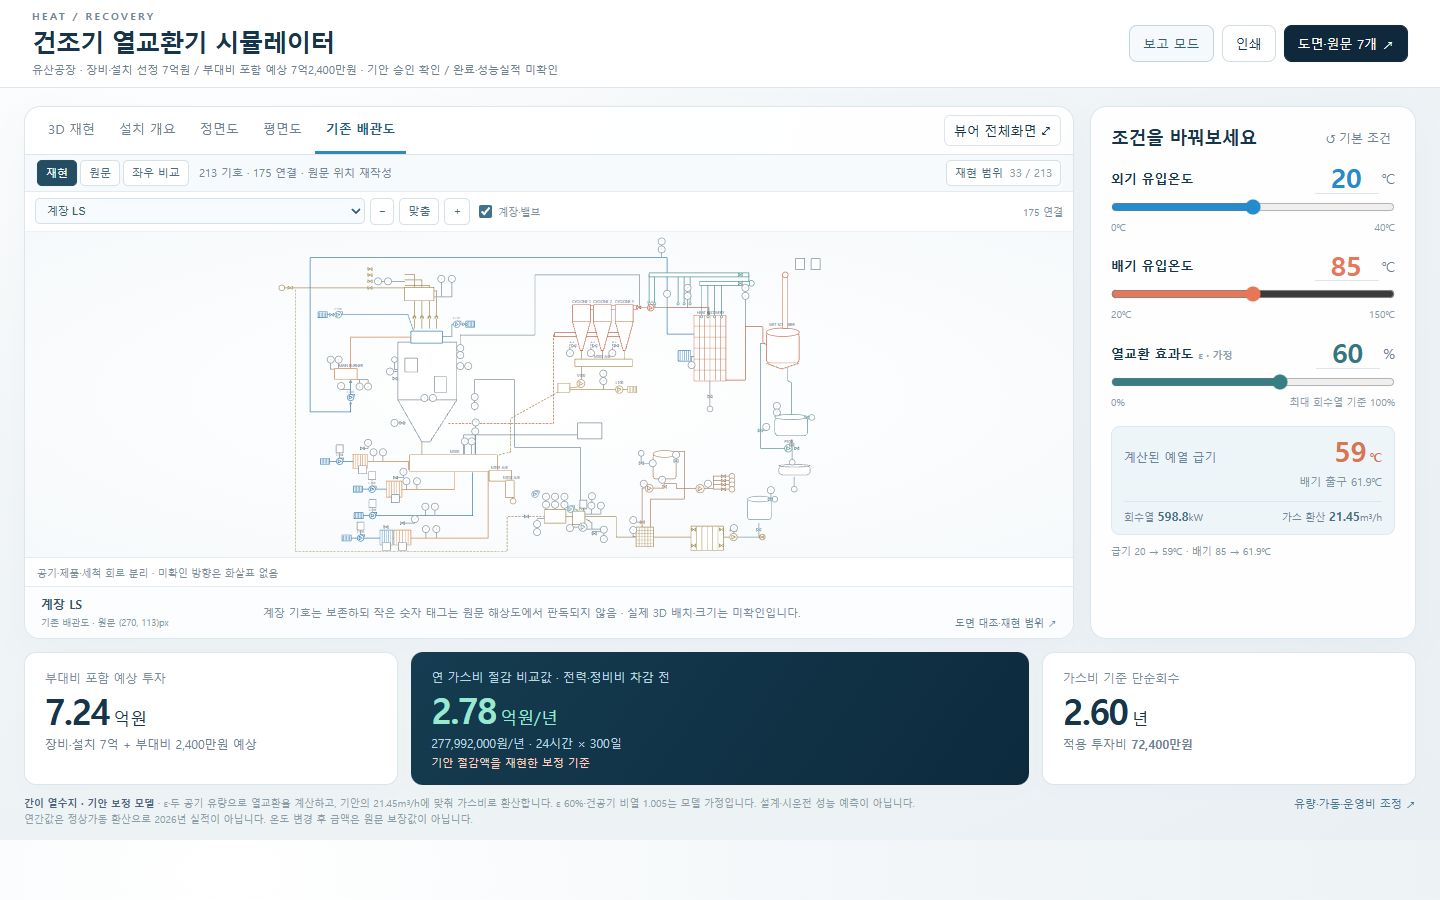 HEAT / RECOVERY
건조기 열교환기 시뮬레이터
유산공장 · 장비·설치 선정 7억원 / 부대비 포함 예상 7억2,400만원 · 기안 승인 확인 / 완료·성능실적 미확인
보고 모드
인쇄
도면·원문 7개 ↗
3D 재현
설치 개요
정면도
평면도
기존 배관도
뷰어 전체화면 ⤢
재현
원문
좌우 비교
213 기호 · 175 연결 · 원문 위치 재작성
재현 범위 33 / 213
계장 LS
−
맞춤
+
계장·밸브
175 연결
CYCLONE 1 CYCLONE 2 CYCLONE 3
공기·제품·세척 회로 분리 · 미확인 방향은 화살표 없음
계장 LS
기존 배관도 · 원문 (270, 113)px
계장 기호는 보존하되 작은 숫자 태그는 원문 해상도에서 판독되지 않음 · 실제 3D 배치·크기는 미확인입니다.
도면 대조·재현 범위 ↗
조건을 바꿔보세요
↺ 기본 조건
외기 유입온도
20 ℃
0℃
40℃
배기 유입온도
85 ℃
20℃
150℃
열교환 효과도 ε · 가정
60 %
0%
최대 회수열 기준 100%
계산된 예열 급기
59 ℃
배기 출구 61.9℃
회수열 598.8kW
가스 환산 21.45m³/h
급기 20 → 59℃ · 배기 85 → 61.9℃
부대비 포함 예상 투자
7.24 억원
장비·설치 7억 + 부대비 2,400만원 예상
연 가스비 절감 비교값 · 전력·정비비 차감 전
2.78 억원/년
277,992,000원/년 · 24시간 × 300일
기안 절감액을 재현한 보정 기준
가스비 기준 단순회수
2.60 년
적용 투자비 72,400만원
간이 열수지 · 기안 보정 모델 · ε·두 공기 유량으로 열교환을 계산하고, 기안의 21.45m³/h에 맞춰 가스비로 환산합니다. ε 60%·건공기 비열 1.005는 모델 가정입니다. 설계·시운전 성능 예측이 아닙니다.
연간값은 정상가동 환산으로 2026년 실적이 아닙니다. 온도 변경 후 금액은 원문 보장값이 아닙니다.
유량·가동·운영비 조정 ↗